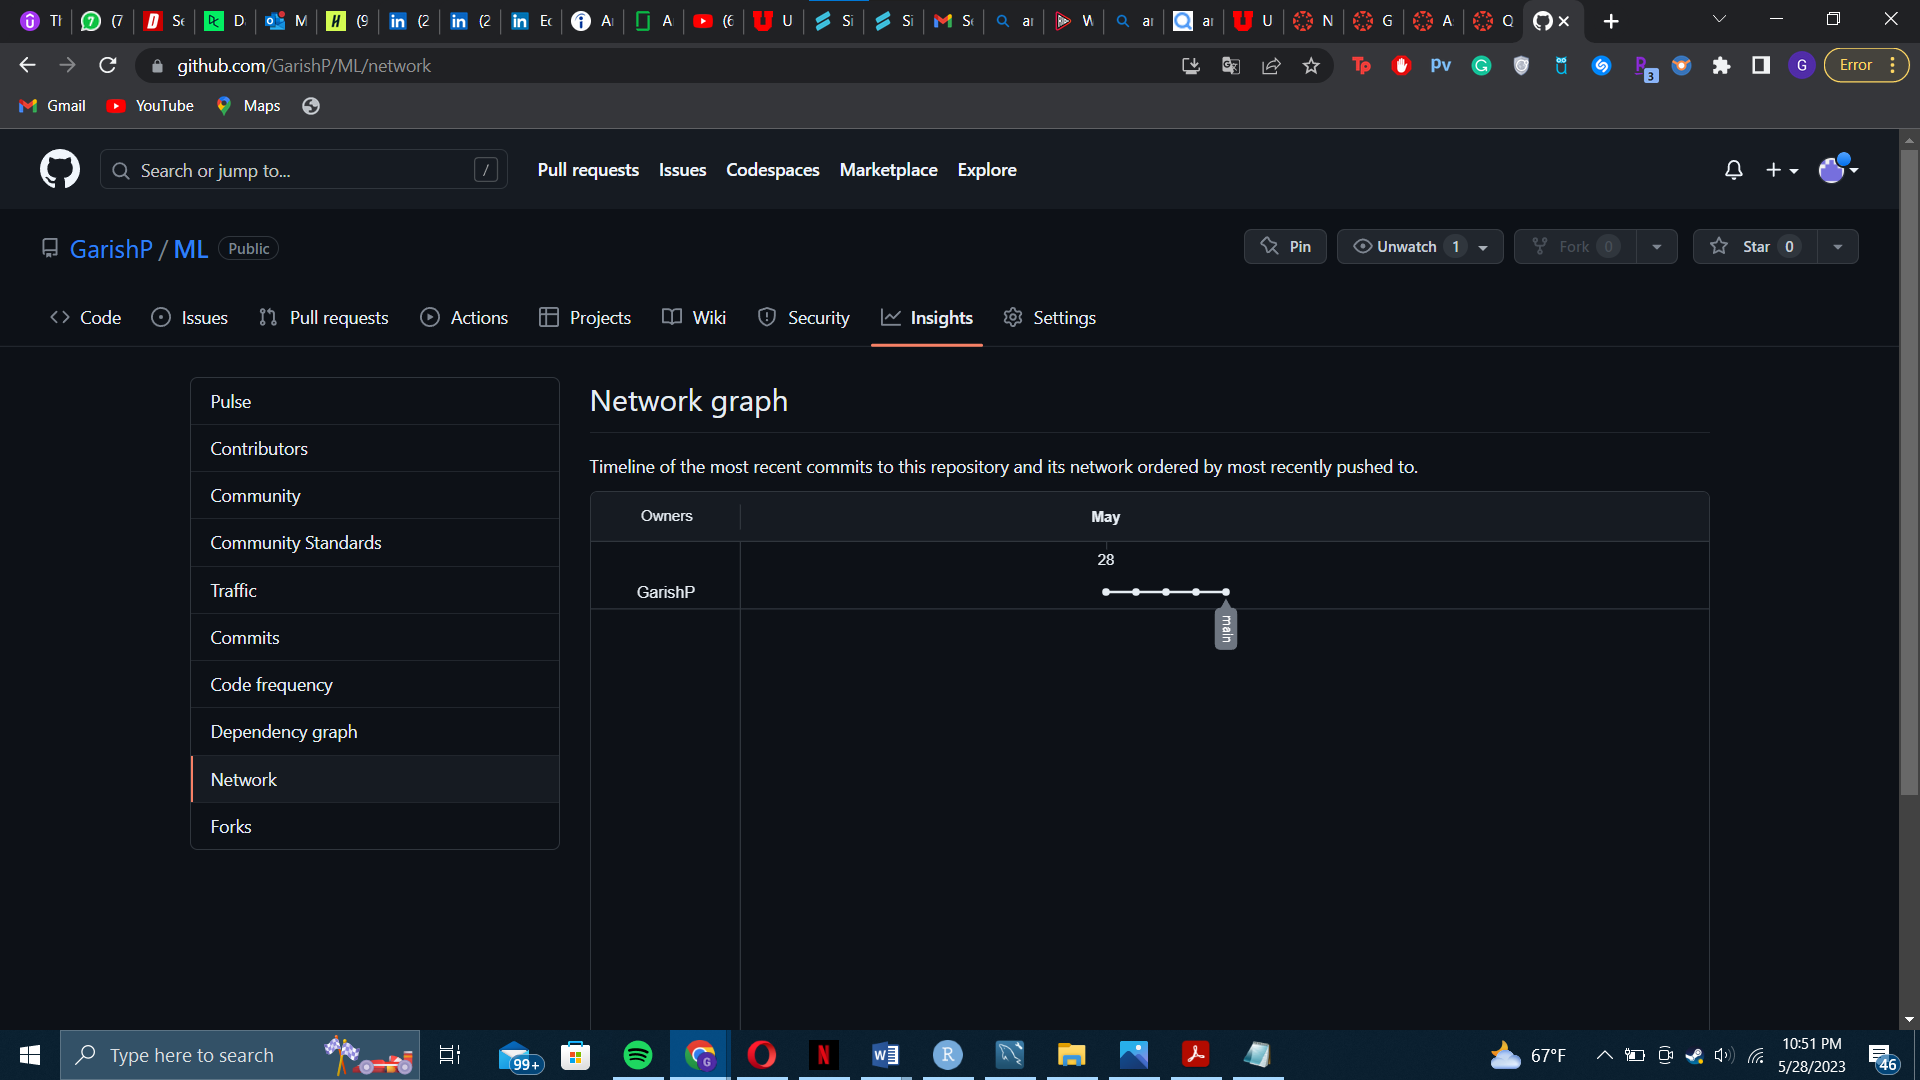 Th
(7
Se
D
M
(9
(2
(2
Ec
A
A
(6
U
Si
Si
Se
ar
W
ar
ar
U
N
G
A
Q
github.com/GarishP/ML/network
Tp
Pv
3
G
Error
Gmail
YouTube
Maps
Search or jump to...
/
Pull requests
Issues
Codespaces
Marketplace
Explore
GarishP / ML
Public
Pin
Unwatch 1
Fork 0
Star 0
Code
Issues
Pull requests
Actions
Projects
Wiki
Security
Insights
Settings
Pulse
Contributors
Community
Community Standards
Traffic
Commits
Code frequency
Dependency graph
Network
Forks
Network graph
Timeline of the most recent commits to this repository and its network ordered by most recently pushed to.
Owners
May
28
GarishP
main
Type here to search
99+
67°F
10:51 PM
5/28/2023
46